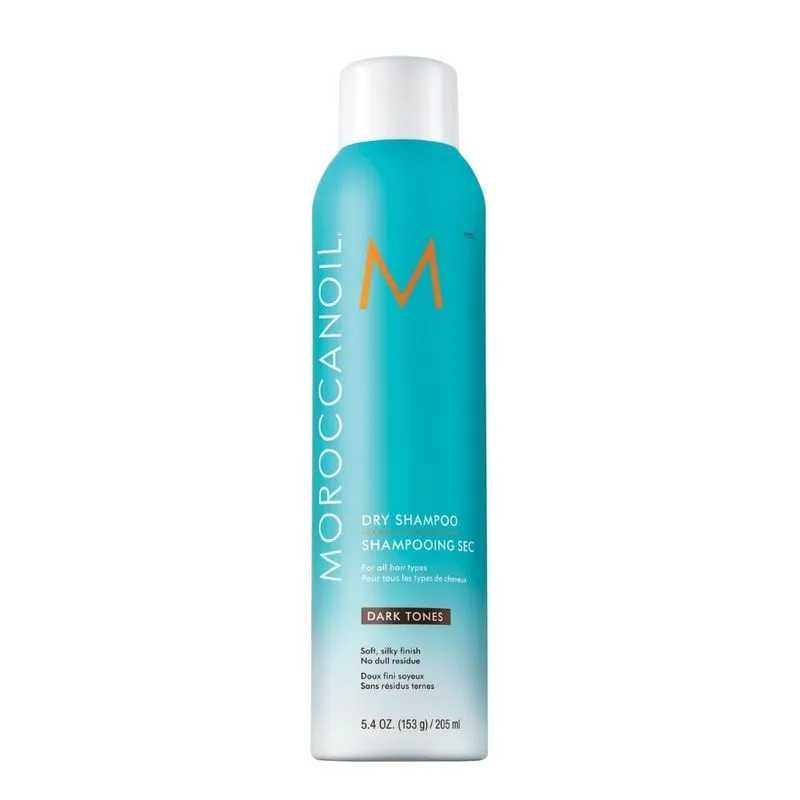 MOROCCANOIL
M
DRY SHAMPOO
SHAMPOOING SEC
For all hair types
Pour tous les types de cheveux
DARK TONES
Soft, silky finish
No dull residue
Doux fini soyeux
Sans résidus ternes
5.4 OZ. (153 g) / 205 ml